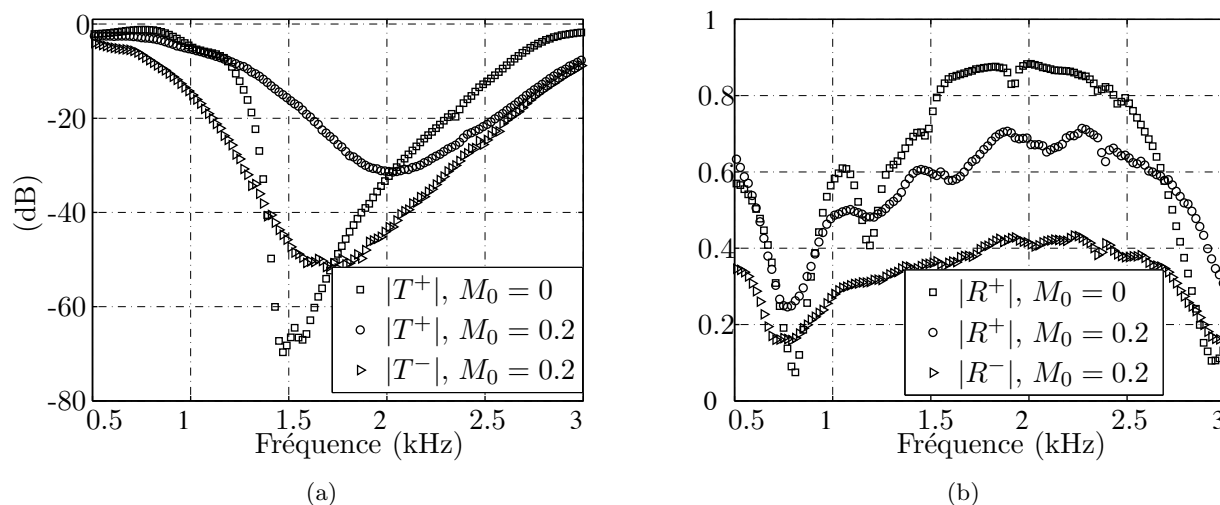 0
-20
-40
-60
-80
(dB)
0.5 1 1.5 2 2.5 3
Fréquence (kHz)
|T⁺|, M₀ = 0
|T⁺|, M₀ = 0.2
|T⁻|, M₀ = 0.2
(a)
1
0.8
0.6
0.4
0.2
0
0.5 1 1.5 2 2.5 3
Fréquence (kHz)
|R⁺|, M₀ = 0
|R⁺|, M₀ = 0.2
|R⁻|, M₀ = 0.2
(b)